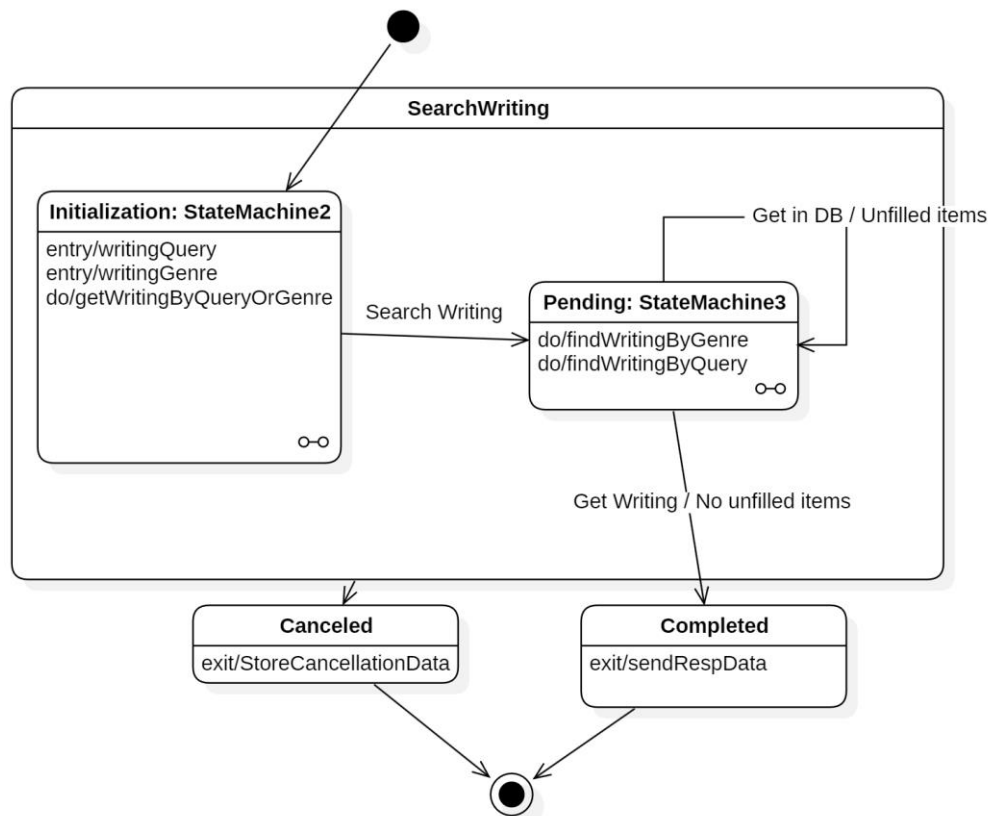 SearchWriting
Initialization: StateMachine2
entry/writingQuery
entry/writingGenre
do/getWritingByQueryOrGenre
Search Writing
Get in DB / Unfilled items
Pending: StateMachine3
do/findWritingByGenre
do/findWritingByQuery
Get Writing / No unfilled items
Canceled
exit/StoreCancellationData
Completed
exit/sendRespData